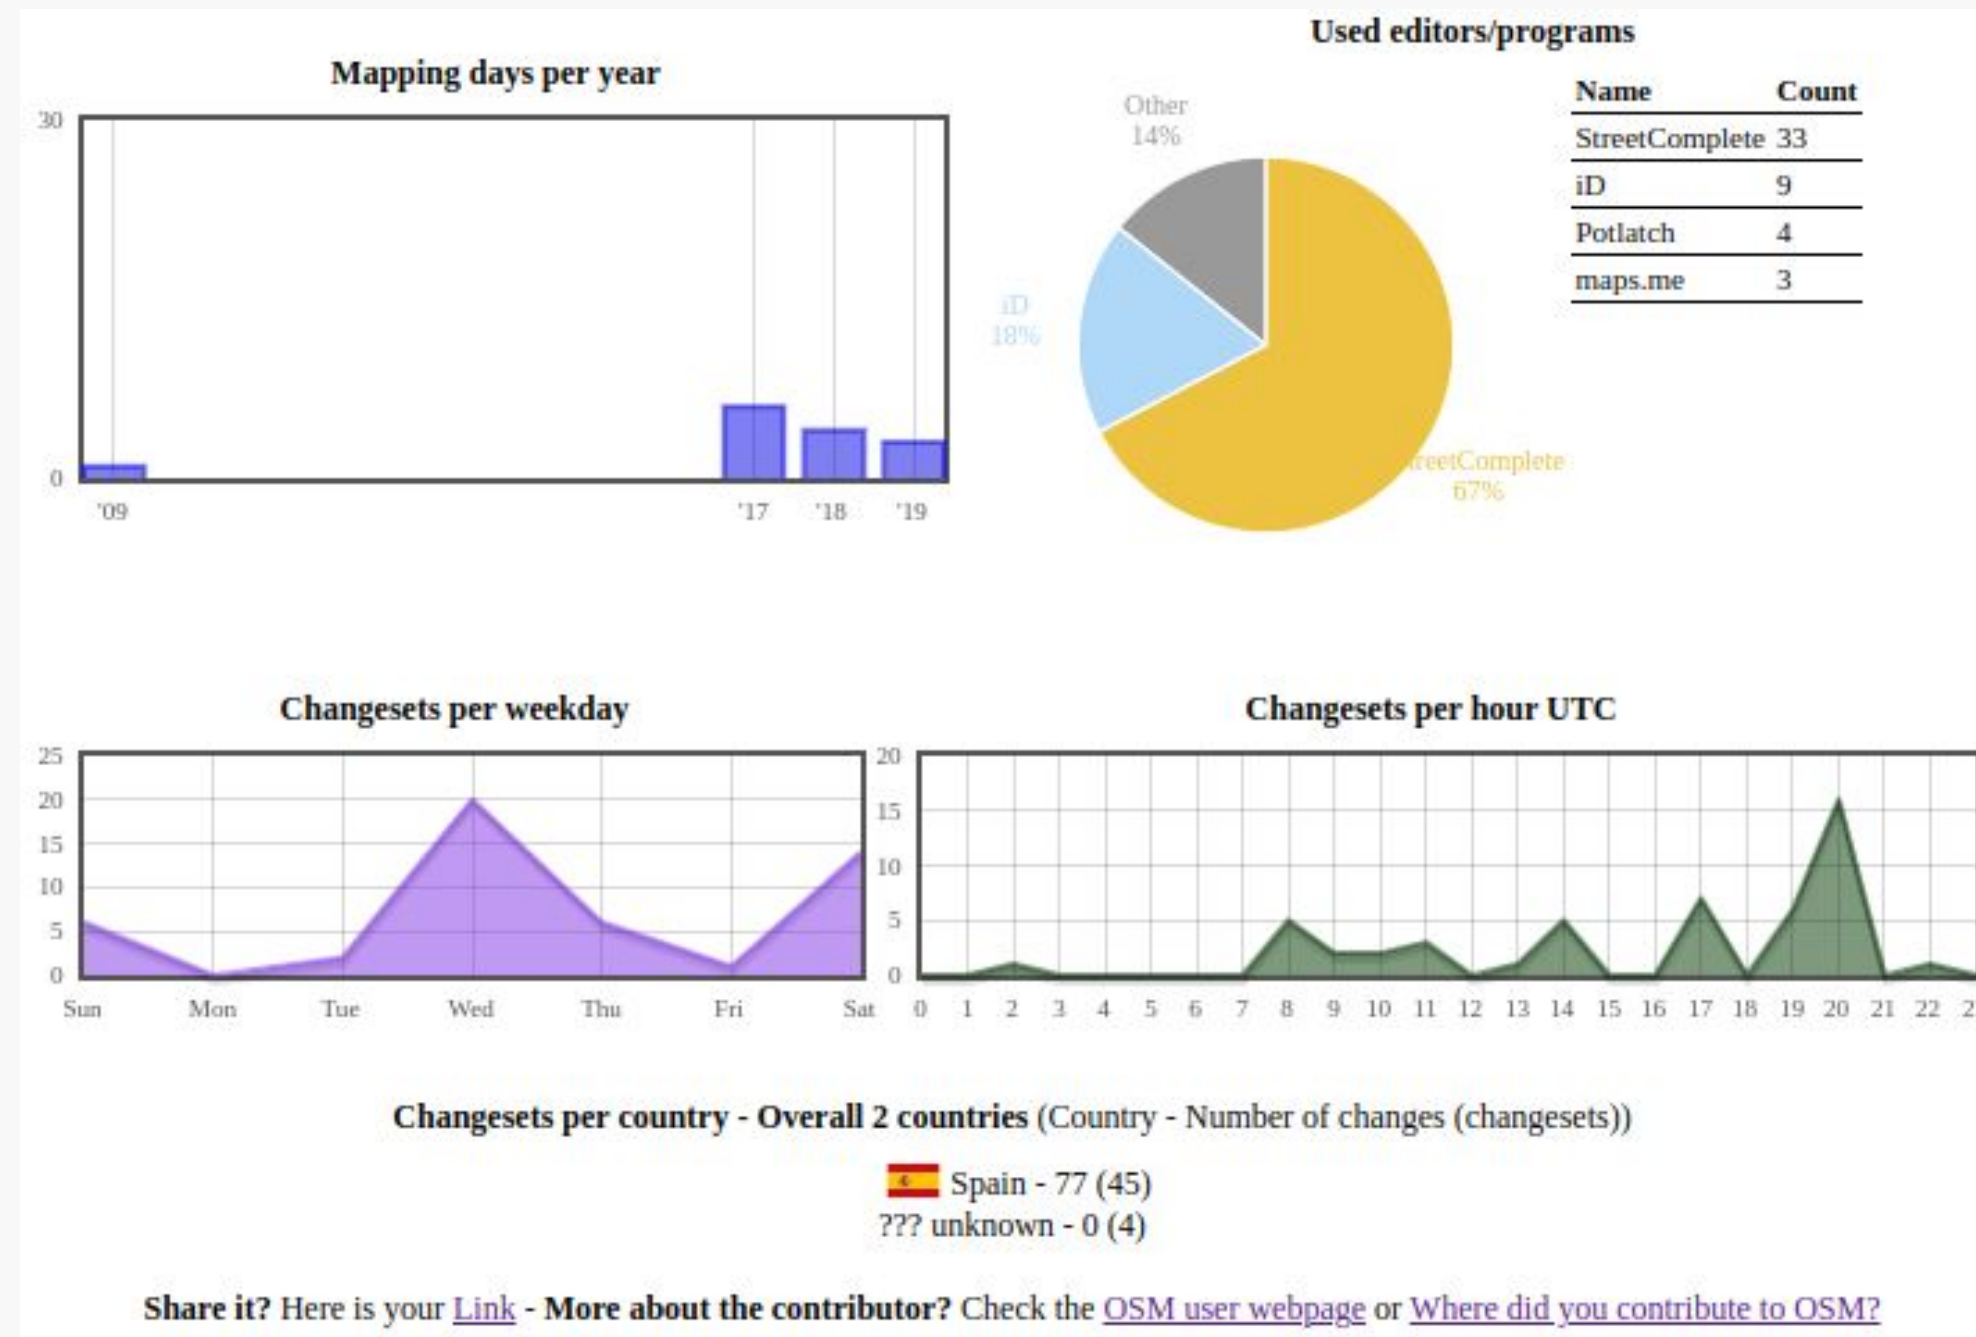 Mapping days per year
30
0
'09 '17 '18 '19
Used editors/programs
Other
14%
iD
18%
treetComplete
67%
Name Count
StreetComplete 33
iD 9
Potlatch 4
maps.me 3
Changesets per weekday
25
20
15
10
5
0
Sun Mon Tue Wed Thu Fri Sat
Changesets per hour UTC
20
15
10
5
0
0 1 2 3 4 5 6 7 8 9 10 11 12 13 14 15 16 17 18 19 20 21 22 2
Changesets per country - Overall 2 countries (Country - Number of changes (changesets))
Spain - 77 (45)
??? unknown - 0 (4)
Share it? Here is your Link - More about the contributor? Check the OSM user webpage or Where did you contribute to OSM?